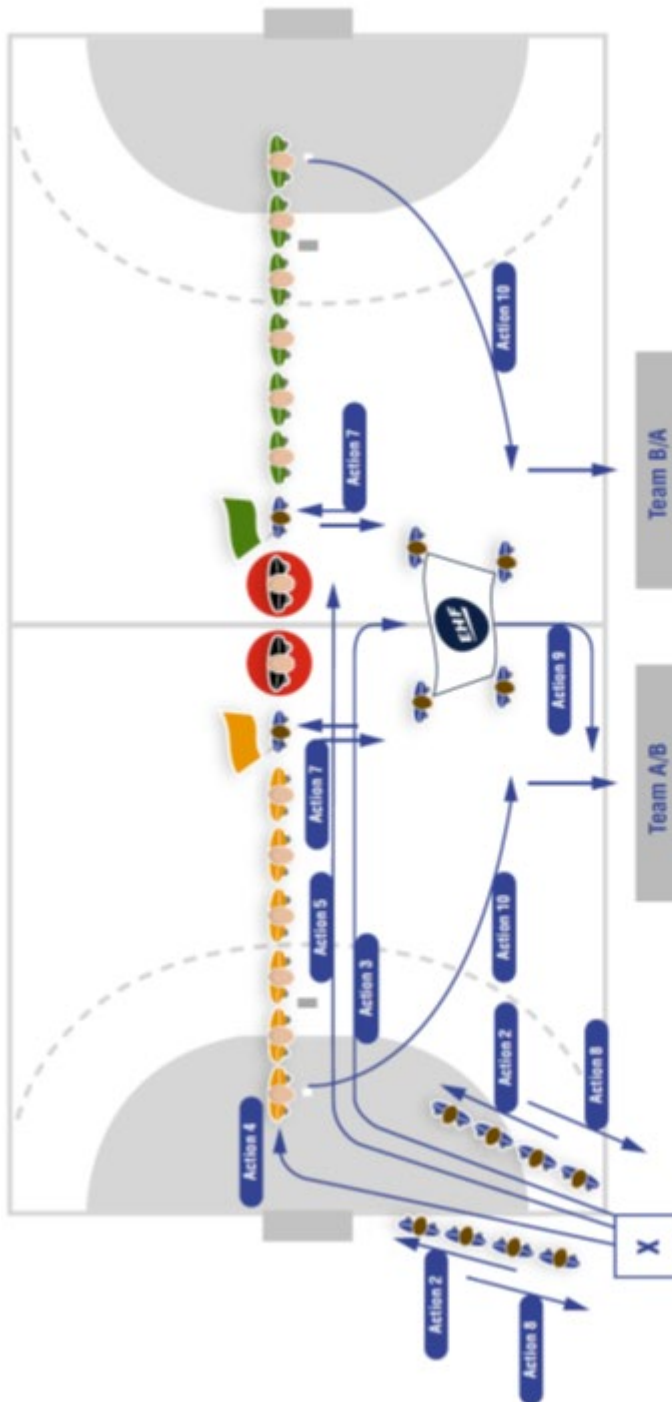 Action 10
Action 7
Team B/A
EHF
Action 9
Action 7
Team A/B
Action 5
Action 10
Action 3
Action 2
Action 8
Action 4
X
Action 2
Action 8